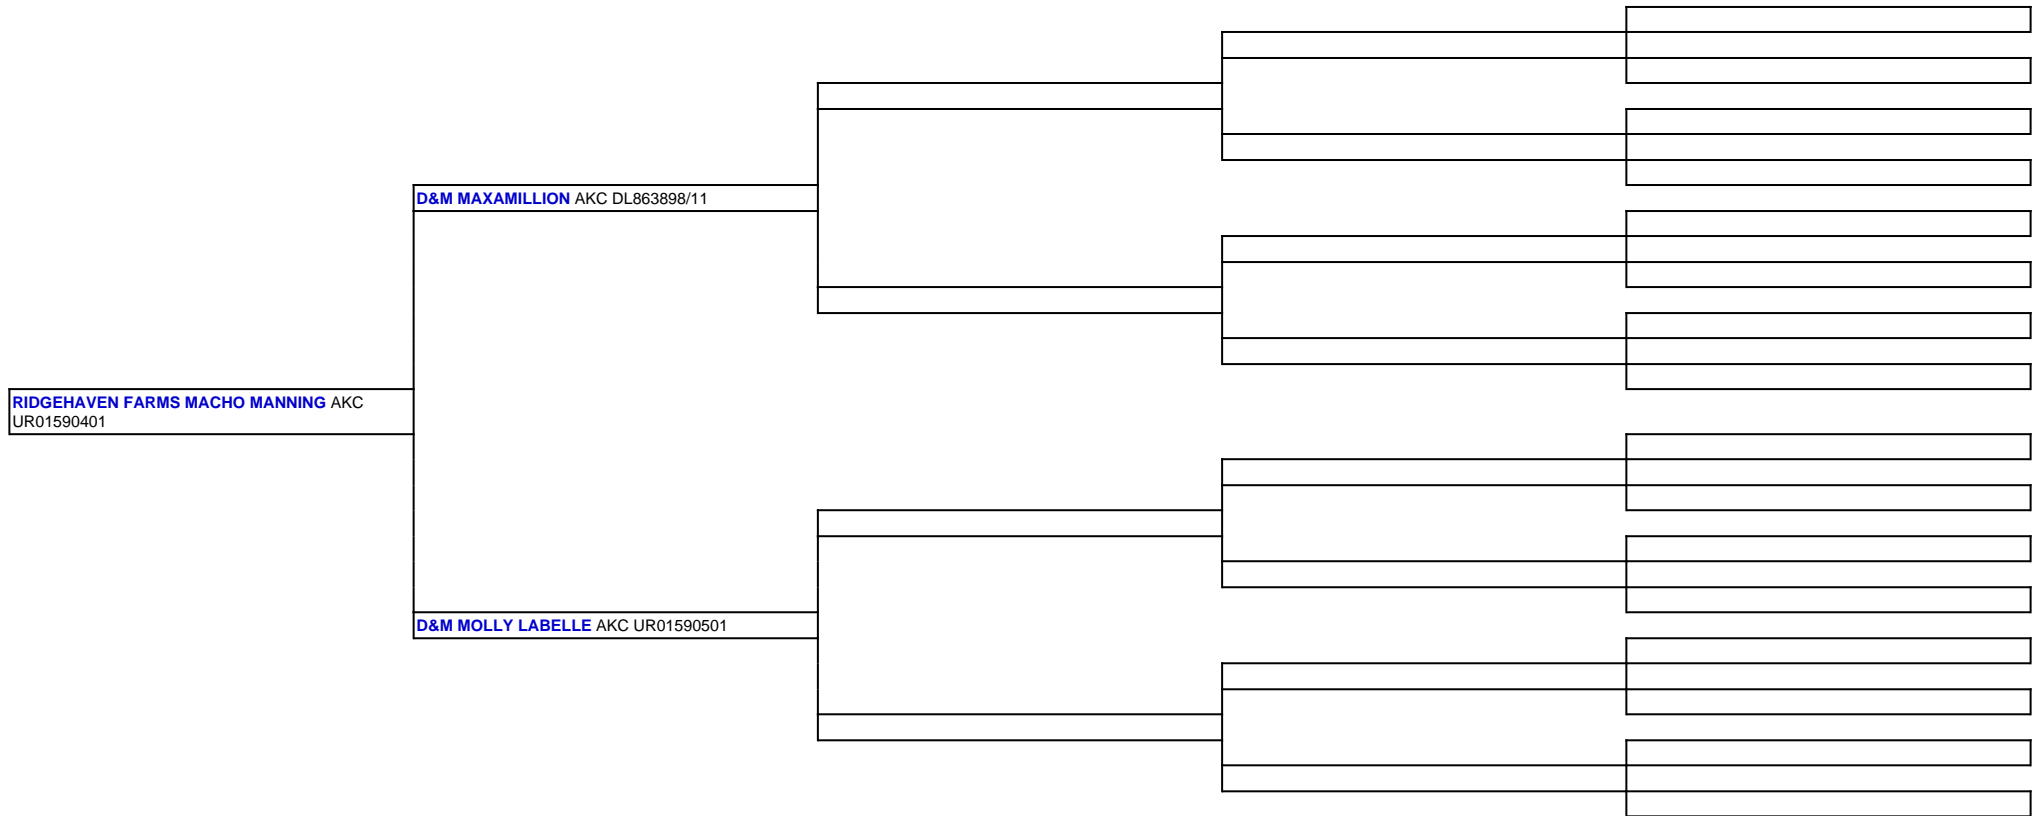 D&M MAXAMILLION AKC DL863898/11
RIDGEHAVEN FARMS MACHO MANNING AKC
UR01590401
D&M MOLLY LABELLE AKC UR01590501